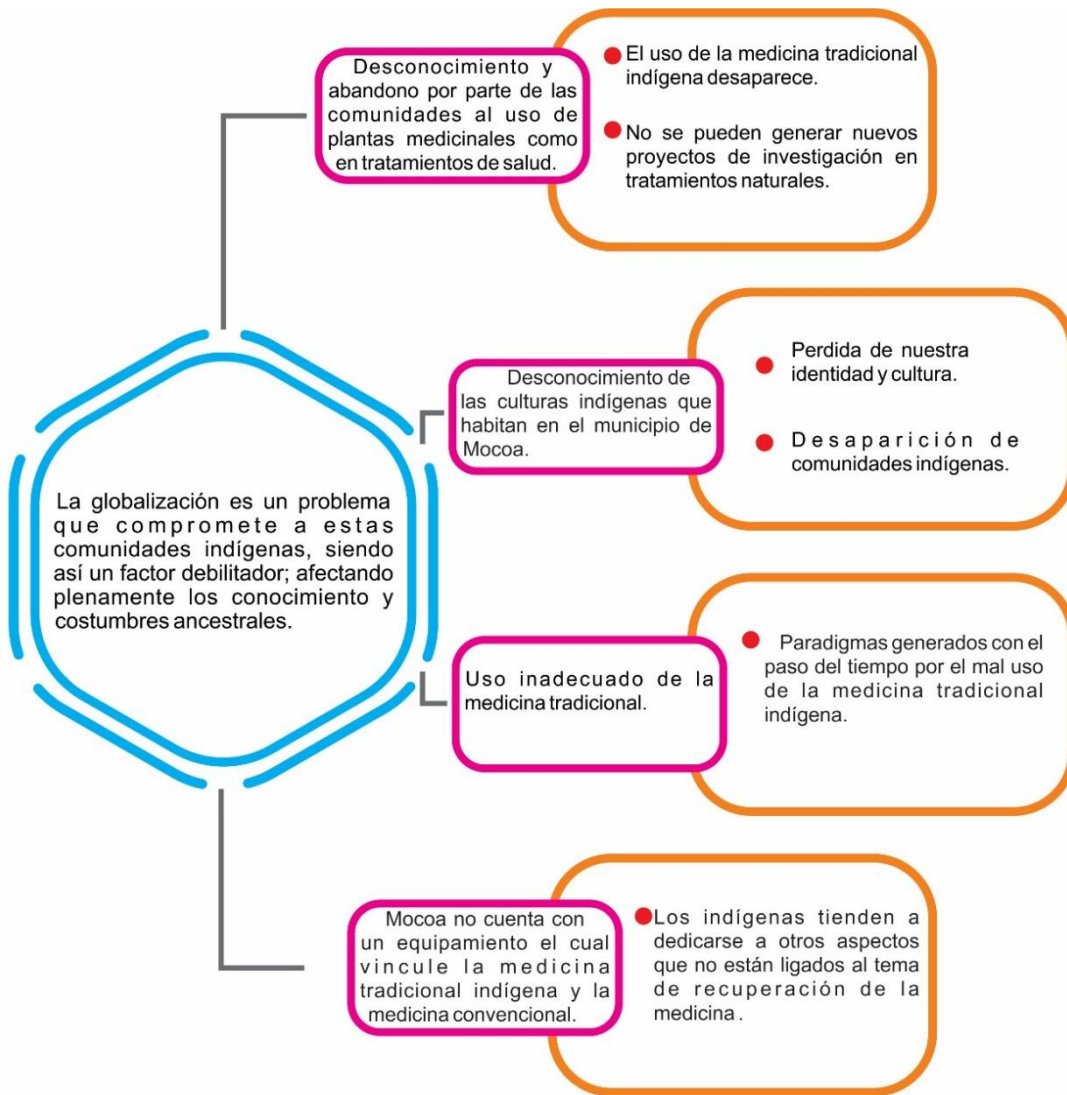 Desconocimiento y
abandono por parte de las
comunidades al uso de
plantas medicinales como
en tratamientos de salud.
El uso de la medicina tradicional
indígena desaparece.
No se pueden generar nuevos
proyectos de investigación en
tratamientos naturales.
Desconocimiento de
las culturas indígenas que
habitan en el municipio de
Mocoa.
Perdida de nuestra
identidad y cultura.
Desaparición de
comunidades indígenas.
La globalización es un problema
que compromete a estas
comunidades indígenas, siendo
así un factor debilitador; afectando
plenamente los conocimiento y
costumbres ancestrales.
Uso inadecuado de la
medicina tradicional.
Paradigmas generados con el
paso del tiempo por el mal uso
de la medicina tradicional
indígena.
Mocoa no cuenta con
un equipamiento el cual
vincule la medicina
tradicional indígena y la
medicina convencional.
Los indígenas tienden a
dedicarse a otros aspectos
que no están ligados al tema
de recuperación de la
medicina .